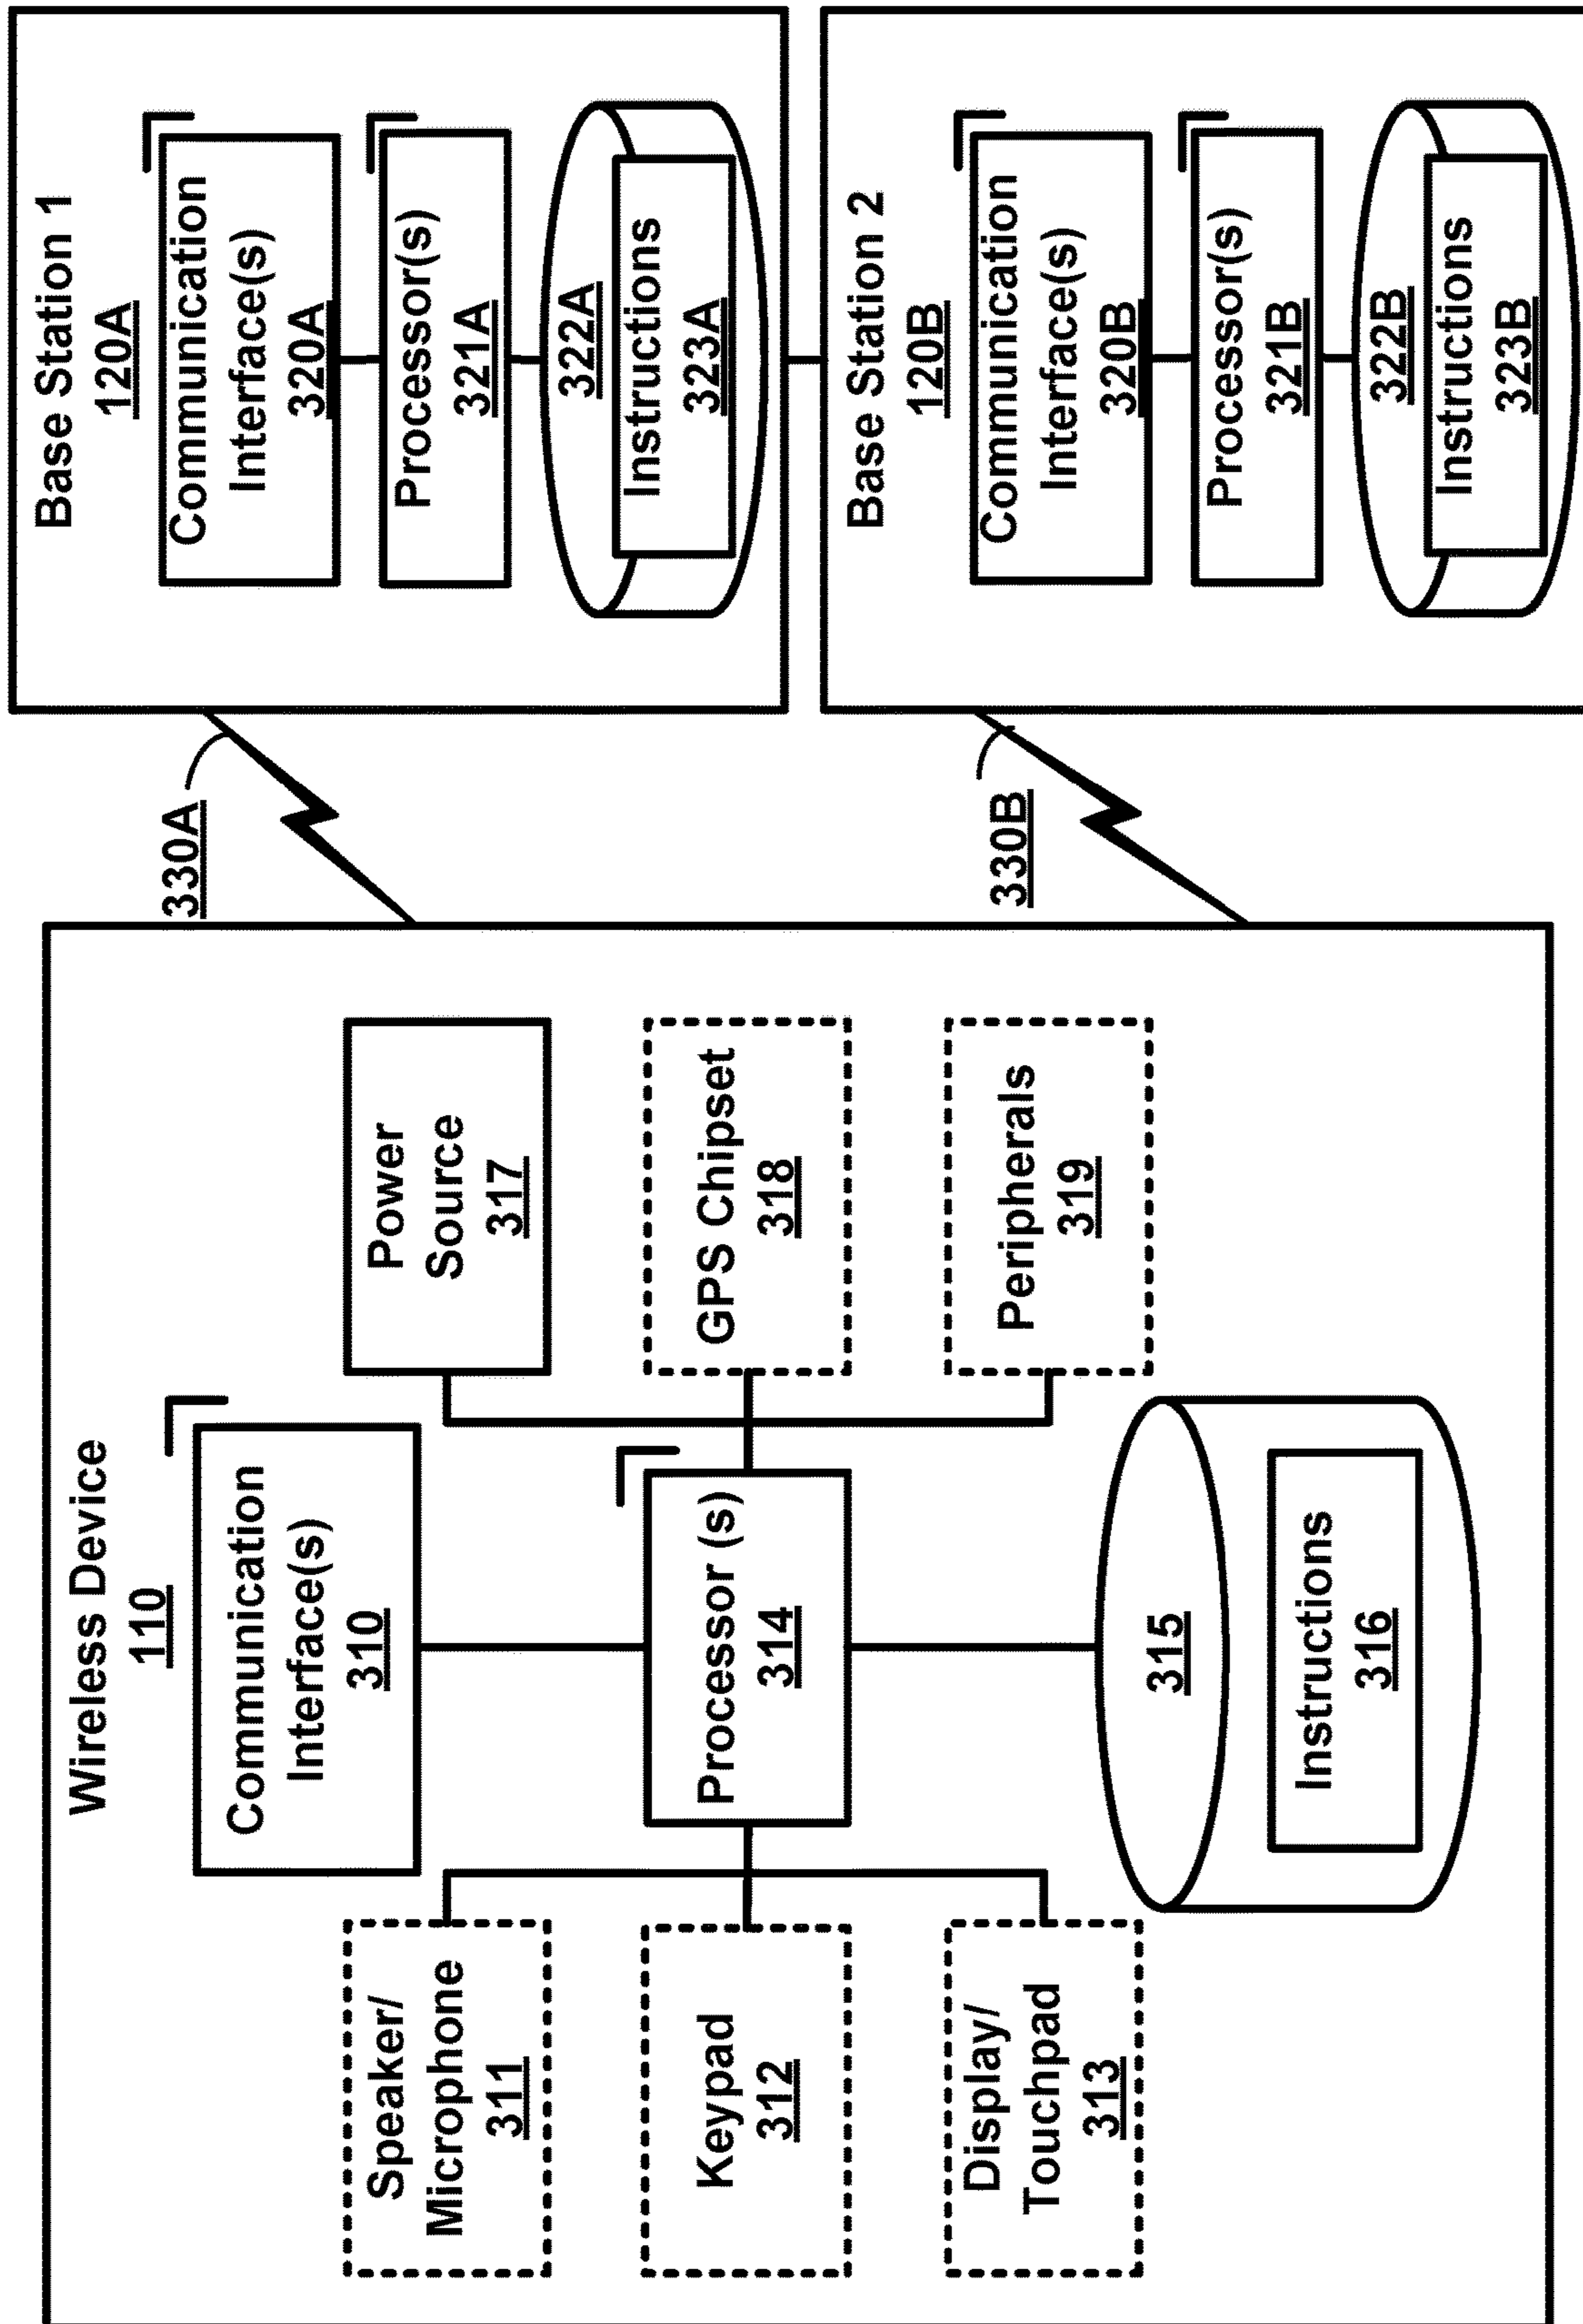 Wireless Device
110
Communication
Interface(s)
310
Speaker/
Microphone
311
Keypad
312
Display/
Touchpad
313
Processor (s)
314
315
Instructions
316
Power
Source
317
GPS Chipset
318
Peripherals
319
330A
330B
Base Station 1
120A
Communication
Interface(s)
320A
Processor(s)
321A
322A
Instructions
323A
Base Station 2
120B
Communication
Interface(s)
320B
Processor(s)
321B
322B
Instructions
323B